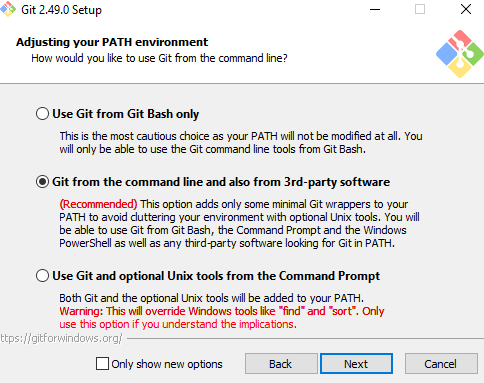 Git 2.49.0 Setup
Adjusting your PATH environment
How would you like to use Git from the command line?
Use Git from Git Bash only
This is the most cautious choice as your PATH will not be modified at all. You
will only be able to use the Git command line tools from Git Bash.
Git from the command line and also from 3rd-party software
(Recommended) This option adds only some minimal Git wrappers to your
PATH to avoid cluttering your environment with optional Unix tools. You will
be able to use Git from Git Bash, the Command Prompt and the Windows
PowerShell as well as any third-party software looking for Git in PATH.
Use Git and optional Unix tools from the Command Prompt
Both Git and the optional Unix tools will be added to your PATH.
Warning: This will override Windows tools like "find" and "sort". Only
use this option if you understand the implications.
ttps://gitforwindows.org/
Only show new options
Back
Next
Cancel